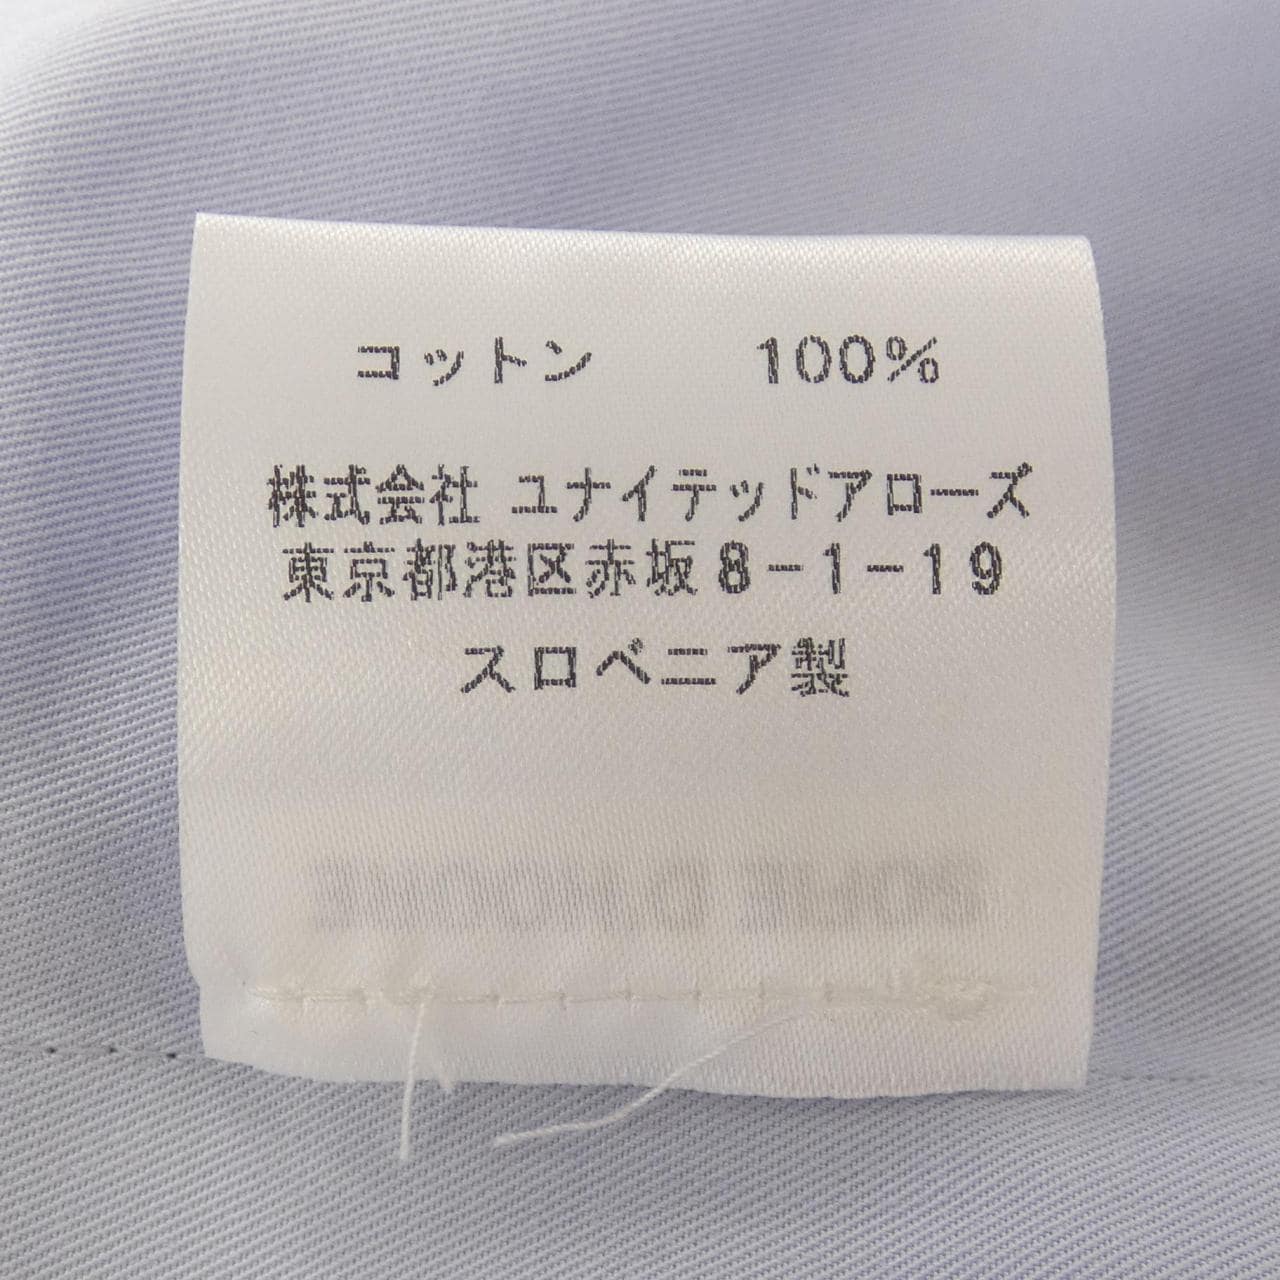 コットン 100%
株式会社 ユナイテッドアローズ
東京都港区赤坂8-1-19
スロベニア製